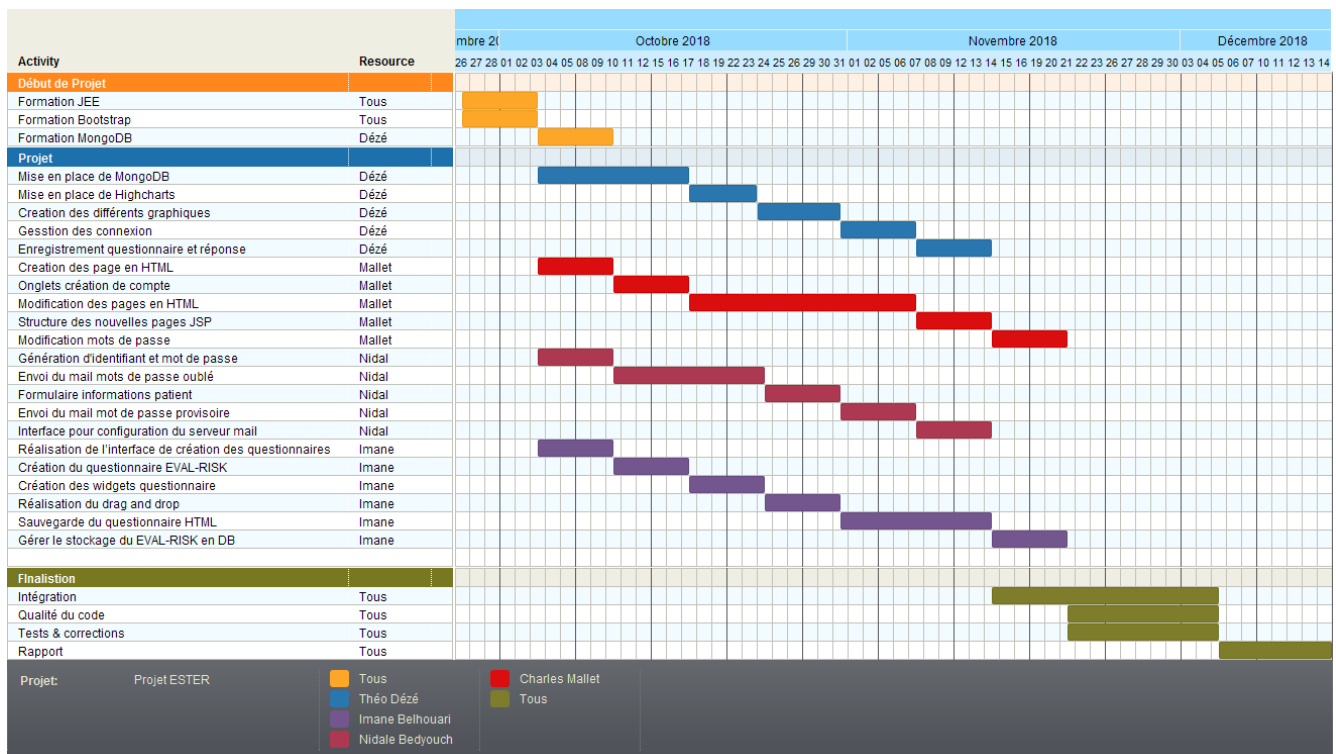 mbre 20 Octobre 2018 Novembre 2018 Décembre 2018
Activity Resource 26 27 28 01 02 03 04 05 08 09 10 11 12 15 16 17 18 19 22 23 24 25 26 29 30 31 01 02 05 06 07 08 09 12 13 14 15 16 19 20 21 22 23 26 27 28 29 30 03 04 05 06 07 10 11 12 13 14
Début de Projet
Formation JEE Tous
Formation Bootstrap Tous
Formation MongoDB Dézé
Projet
Mise en place de MongoDB Dézé
Mise en place de Highcharts Dézé
Creation des différents graphiques Dézé
Gesstion des connexion Dézé
Enregistrement questionnaire et réponse Dézé
Creation des page en HTML Mallet
Onglets création de compte Mallet
Modification des pages en HTML Mallet
Structure des nouvelles pages JSP Mallet
Modification mots de passe Mallet
Génération d'identifiant et mot de passe Nidal
Envoi du mail mots de passe oublé Nidal
Formulaire informations patient Nidal
Envoi du mail mot de passe provisoire Nidal
Interface pour configuration du serveur mail Nidal
Réalisation de l'interface de création des questionnaires Imane
Création du questionnaire EVAL-RISK Imane
Création des widgets questionnaire Imane
Réalisation du drag and drop Imane
Sauvegarde du questionnaire HTML Imane
Gérer le stockage du EVAL-RISK en DB Imane
FInalistion
Intégration Tous
Qualité du code Tous
Tests & corrections Tous
Rapport Tous
Projet: Projet ESTER
Tous
Théo Dézé
Imane Belhouari
Nidale Bedyouch
Charles Mallet
Tous